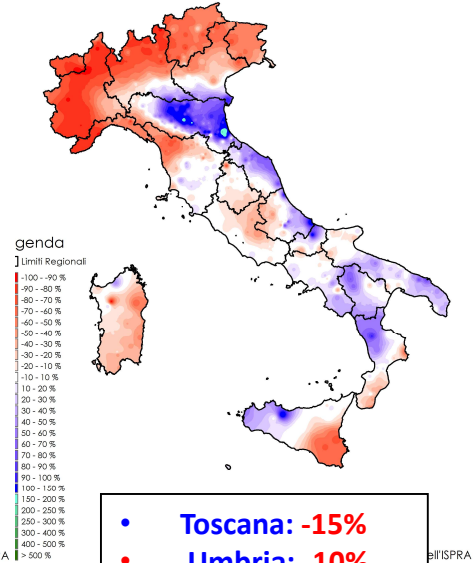 genda
Limiti Regionali
-100 - -90 %
-90 - -80 %
-80 - -70 %
-70 - -60 %
-60 - -50 %
-50 - -40 %
-40 - -30 %
-30 - -20 %
-20 - -10 %
-10 - 10 %
10 - 20 %
20 - 30 %
30 - 40 %
40 - 50 %
50 - 60 %
60 - 70 %
70 - 80 %
80 - 90 %
90 - 100 %
100 - 150 %
150 - 200 %
200 - 250 %
250 - 300 %
300 - 400 %
400 - 500 %
> 500 %
• Toscana: -15%
• Umbria: -10%
A
ell'ISPRA